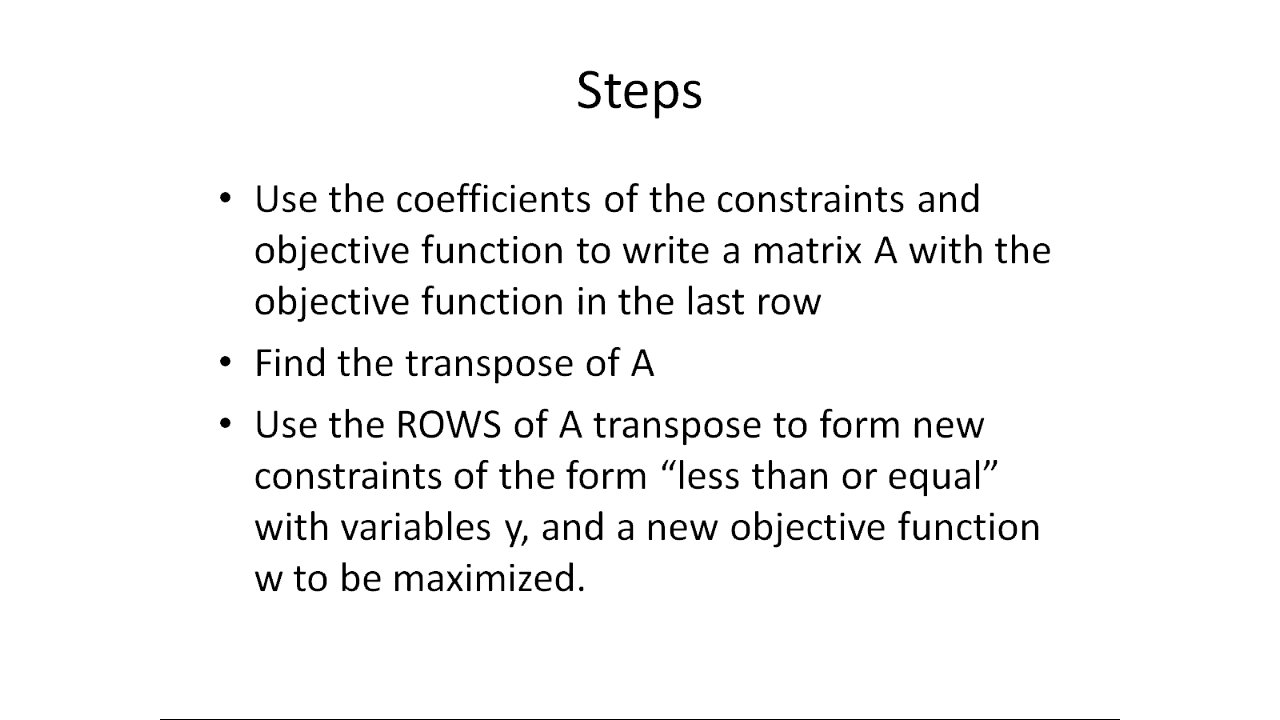 Steps
• Use the coefficients of the constraints and
objective function to write a matrix A with the
objective function in the last row
• Find the transpose of A
• Use the ROWS of A transpose to form new
constraints of the form “less than or equal”
with variables y, and a new objective function
w to be maximized.